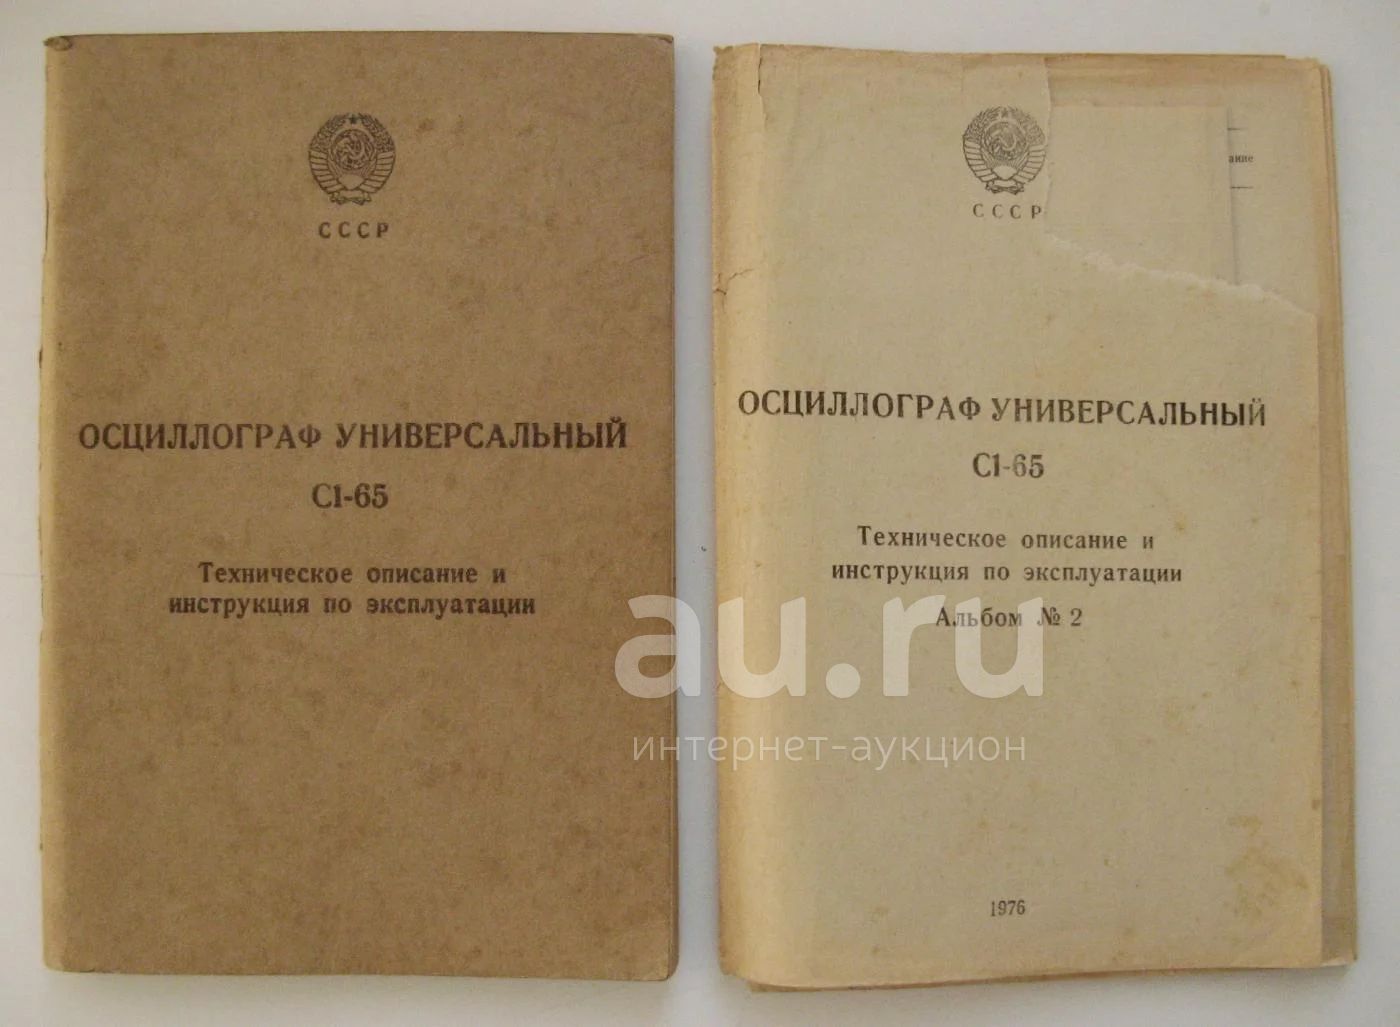 СССР
ОСЦИЛЛОГРАФ УНИВЕРСАЛЬНЫЙ
С1-65
Техническое описание и
инструкция по эксплуатации
СССР
ание
ОСЦИЛЛОГРАФ УНИВЕРСАЛЬНЫЙ
С1-65
Техническое описание и
инструкция по эксплуатации
Альбом № 2
1976
au.ru
интернет-аукцион